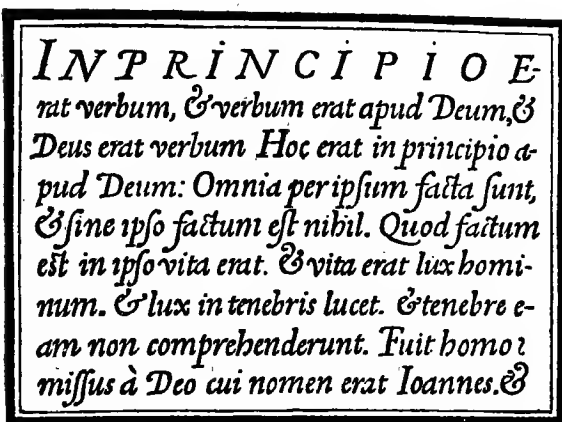 IN PRINCIPIO E-
rat verbum, & verbum erat apud Deum, &
Deus erat verbum Hoc erat in principio a-
pud Deum: Omnia per ipſum facta ſunt,
& ſine ipſo factum eſt nihil. Quod factum
eſt in ipſo vita erat. & vita erat lux homi-
num. & lux in tenebris lucet. & tenebre e-
am non comprehenderunt. Fuit homo
miſſus à Deo cui nomen erat Ioannes. &